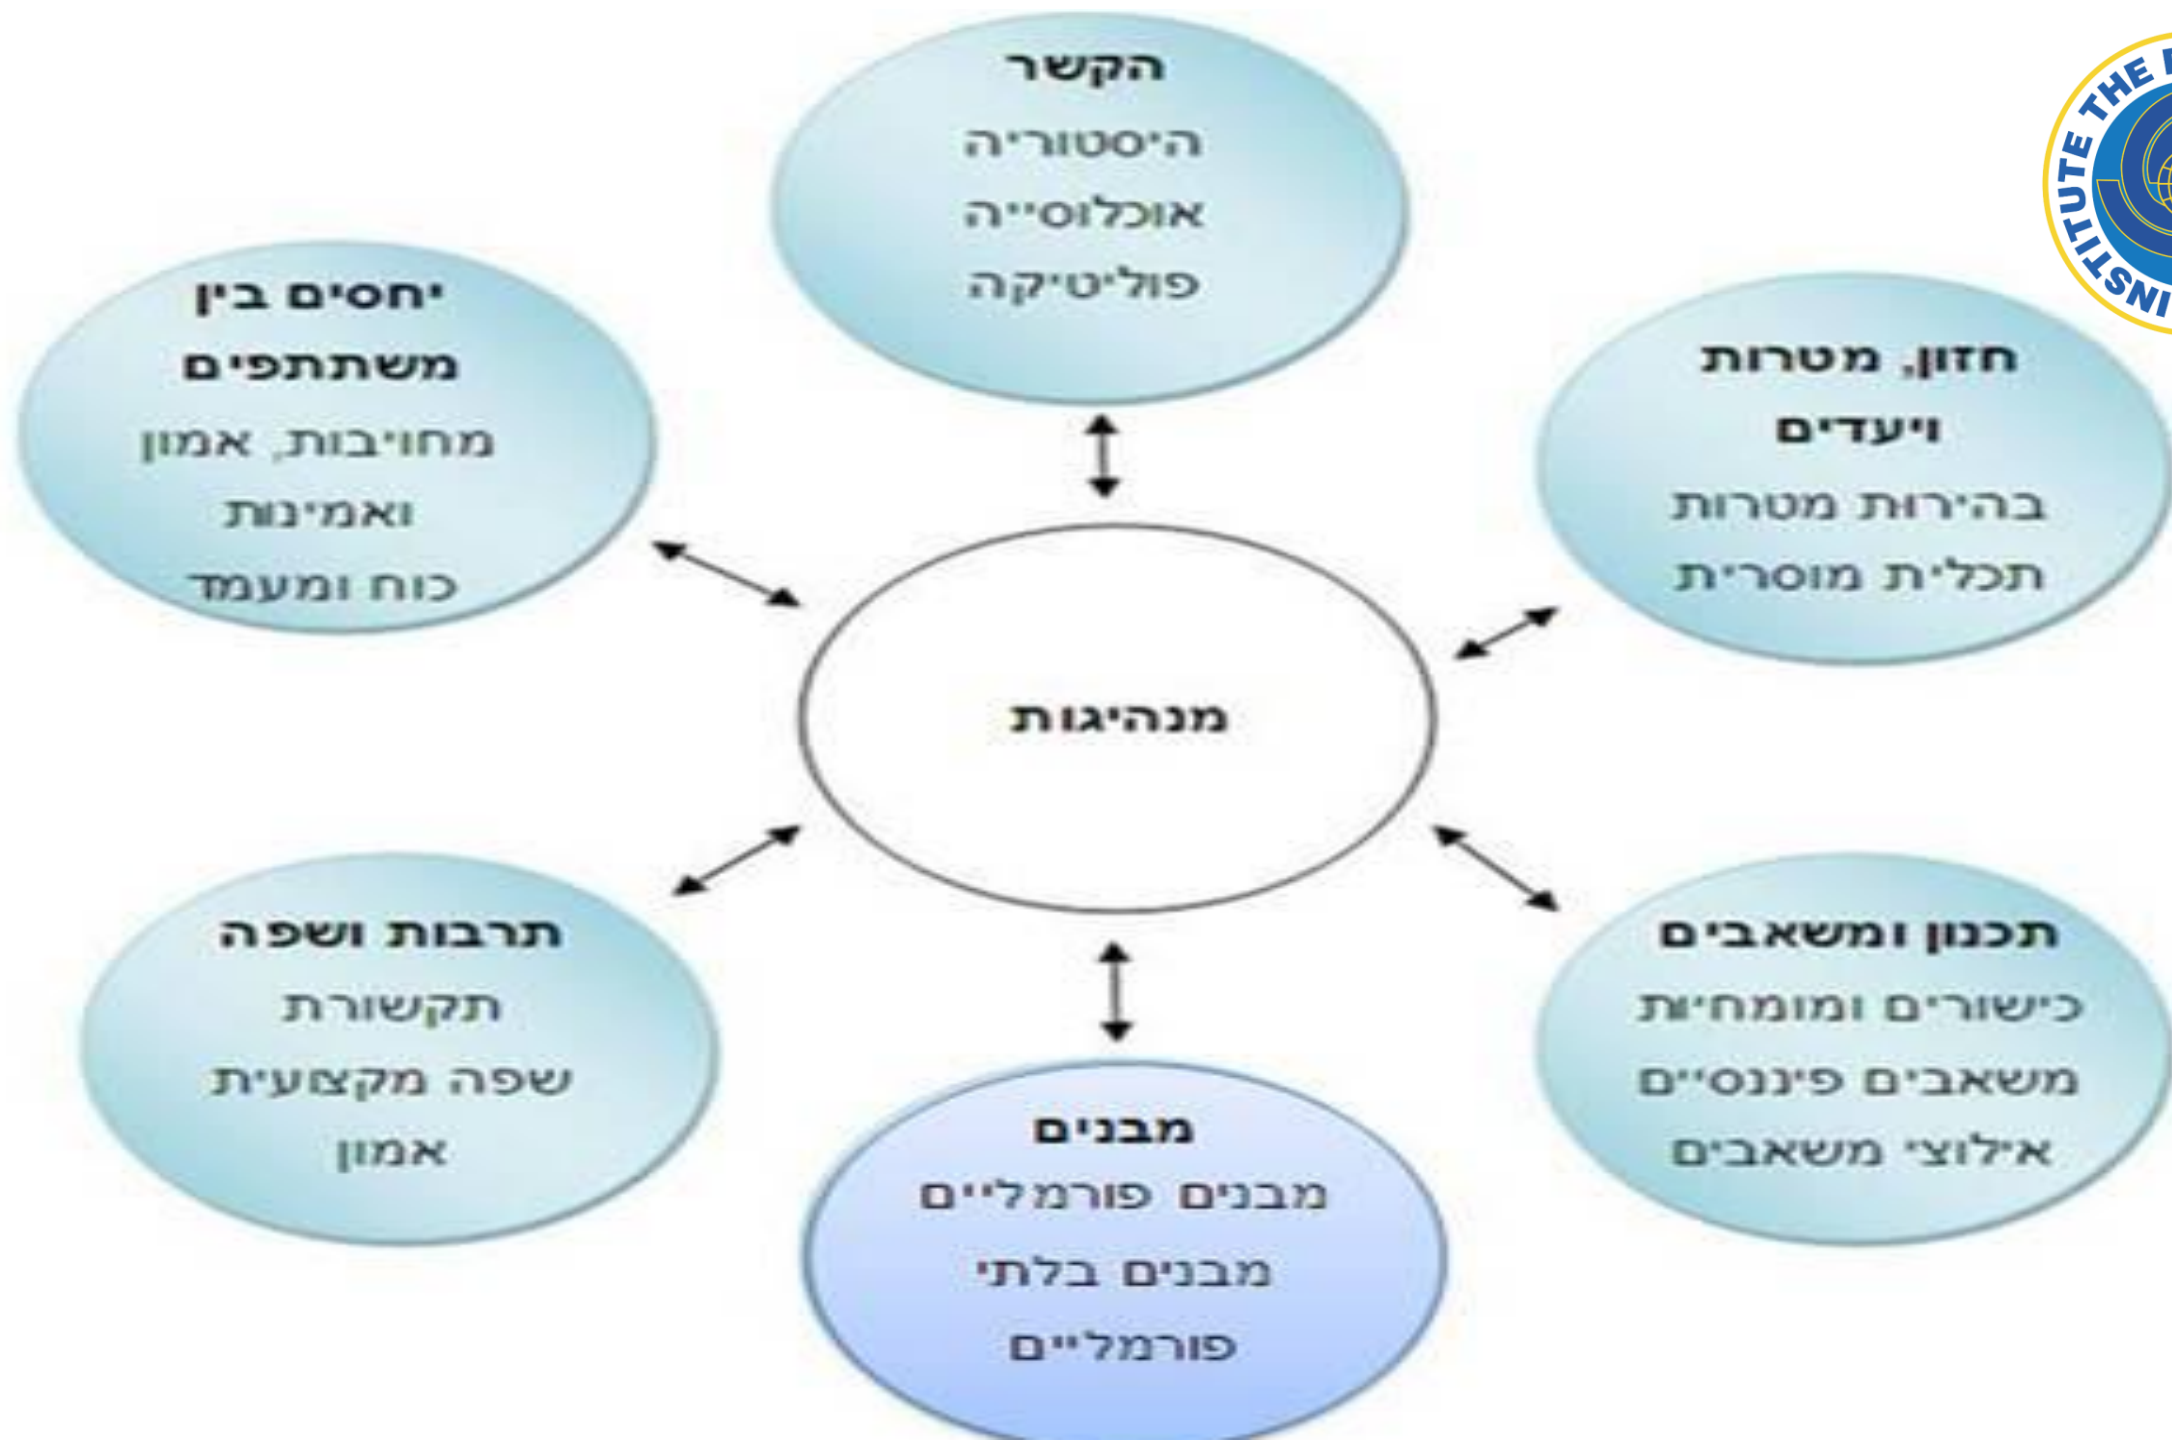 הקשר
היסטוריה
אוכלוסייה
פוליטיקה
חזון, מטרות
ויעדים
בהירות מטרות
תכלית מוסרית
יחסים בין
משתתפים
מחויבות, אמון
ואמינות
כוח ומעמד
מנהיגות
תכנון ומשאבים
כישורים ומומחיות
משאבים פיננסיים
אילוצי משאבים
תרבות ושפה
תקשורת
שפה מקצועית
אמון
מבנים
מבנים פורמליים
מבנים בלתי
פורמליים
INSTITUTE THE